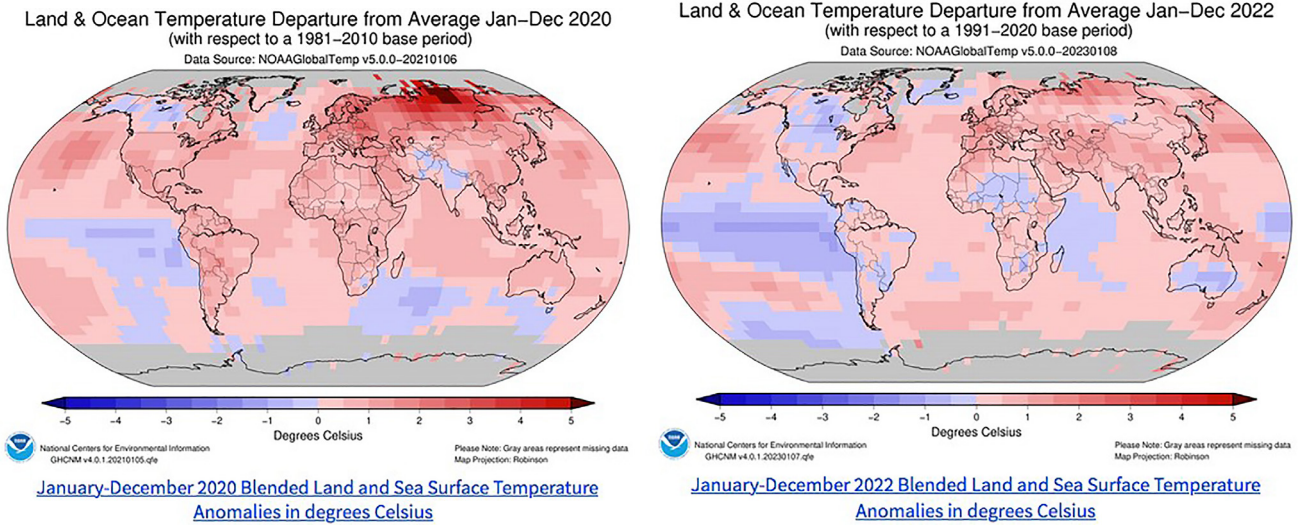 Land & Ocean Temperature Departure from Average Jan–Dec 2020
(with respect to a 1981–2010 base period)
Data Source: NOAAGlobalTemp v5.0.0–20210106
-5 -4 -3 -2 -1 0 1 2 3 4 5
Degrees Celsius
National Centers for Environmental Information
GHCNM v4.0.1.20210105.qfe
Please Note: Gray areas represent missing data
Map Projection: Robinson
January-December 2020 Blended Land and Sea Surface Temperature
Anomalies in degrees Celsius
Land & Ocean Temperature Departure from Average Jan–Dec 2022
(with respect to a 1991–2020 base period)
Data Source: NOAAGlobalTemp v5.0.0–20230108
-5 -4 -3 -2 -1 0 1 2 3 4 5
Degrees Celsius
National Centers for Environmental Information
GHCNM v4.0.1.20230107.qfe
Please Note: Gray areas represent missing data
Map Projection: Robinson
January-December 2022 Blended Land and Sea Surface Temperature
Anomalies in degrees Celsius